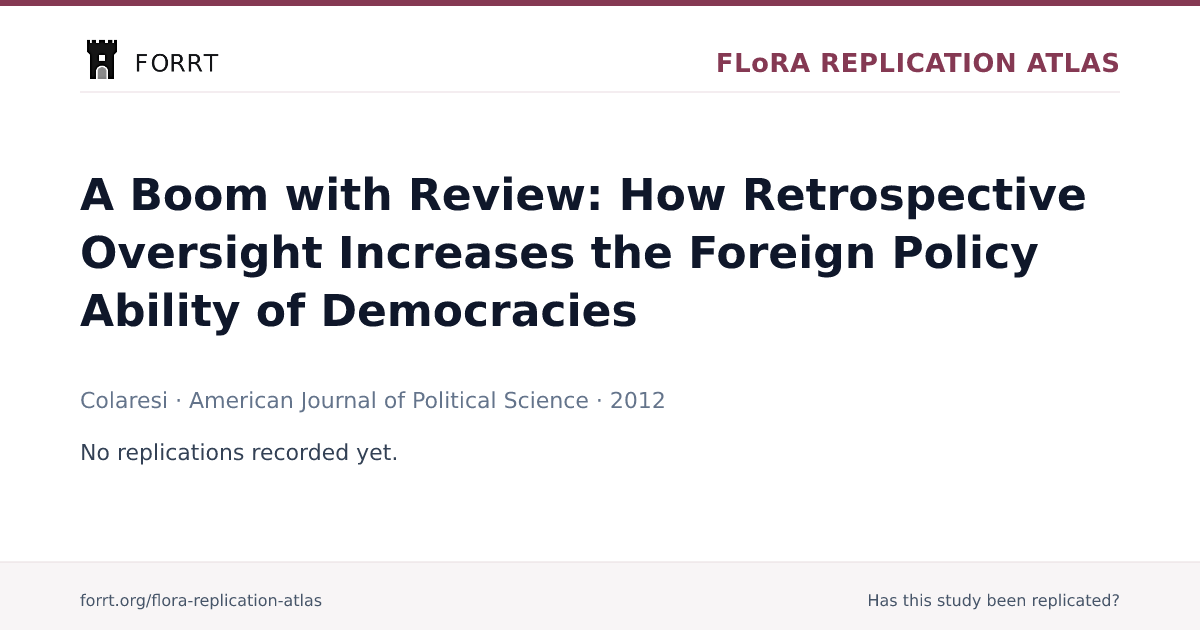 FORRT
FLoRA REPLICATION ATLAS
A Boom with Review: How Retrospective
Oversight Increases the Foreign Policy
Ability of Democracies
Colaresi · American Journal of Political Science · 2012
No replications recorded yet.
forrt.org/flora-replication-atlas
Has this study been replicated?